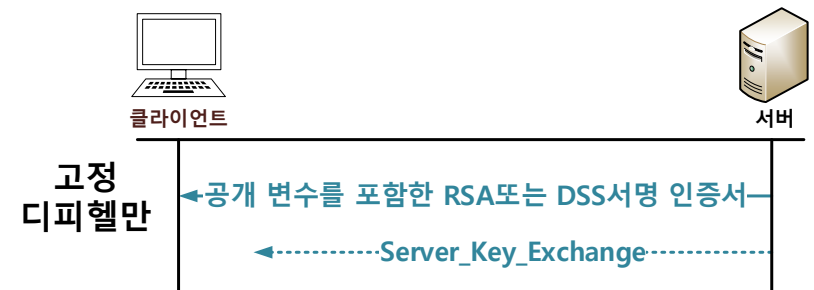 클라이언트
서버
고정
디피헬만
공개 변수를 포함한 RSA또는 DSS서명 인증서
Server_Key_Exchange